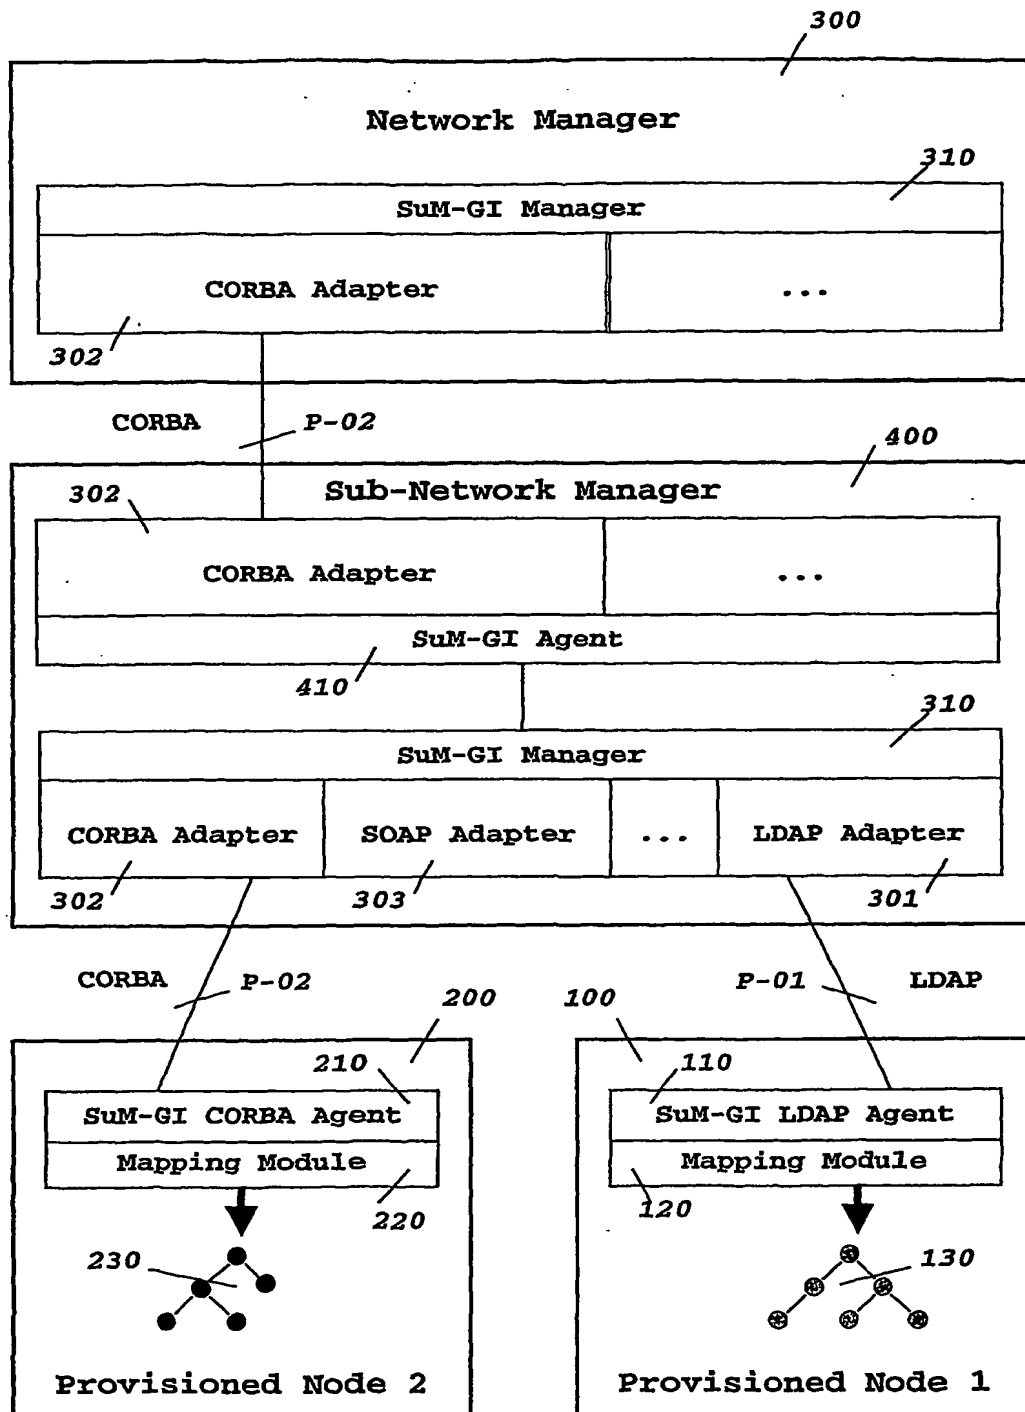 300
Network Manager
310
SuM-GI Manager
CORBA Adapter ...
302
CORBA P-02
400
302 Sub-Network Manager
CORBA Adapter ...
SuM-GI Agent
410
310
SuM-GI Manager
CORBA Adapter SOAP Adapter ... LDAP Adapter
302 303 301
CORBA P-02 P-01 LDAP
200 100
210 110
SuM-GI CORBA Agent SuM-GI LDAP Agent
Mapping Module Mapping Module
220 120
230 130
Provisioned Node 2 Provisioned Node 1